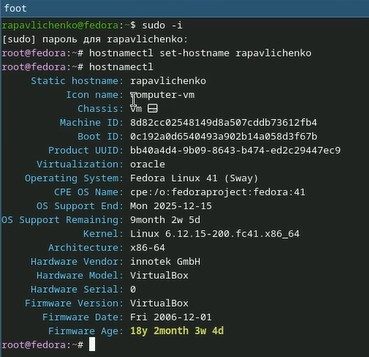 foot
rapavlichenko@fedora:~$ sudo -i
[sudo] пароль для rapavlichenko:
root@fedora:~# hostnamectl set-hostname rapavlichenko
root@fedora:~# hostnamectl
Static hostname: rapavlichenko
Icon name: computer-vm
Chassis: vm
Machine ID: 8d82cc02548149d8a507cddb73612fb4
Boot ID: 0c192a0d6540493a902b14a058d3f67b
Product UUID: bb40a4d4-9b09-8643-b474-ed2c29447ec9
Virtualization: oracle
Operating System: Fedora Linux 41 (Sway)
CPE OS Name: cpe:/o:fedoraproject:fedora:41
OS Support End: Mon 2025-12-15
OS Support Remaining: 9month 2w 5d
Kernel: Linux 6.12.15-200.fc41.x86_64
Architecture: x86-64
Hardware Vendor: innotek GmbH
Hardware Model: VirtualBox
Hardware Serial: 0
Firmware Version: VirtualBox
Firmware Date: Fri 2006-12-01
Firmware Age: 18y 2month 3w 4d
root@fedora:~#